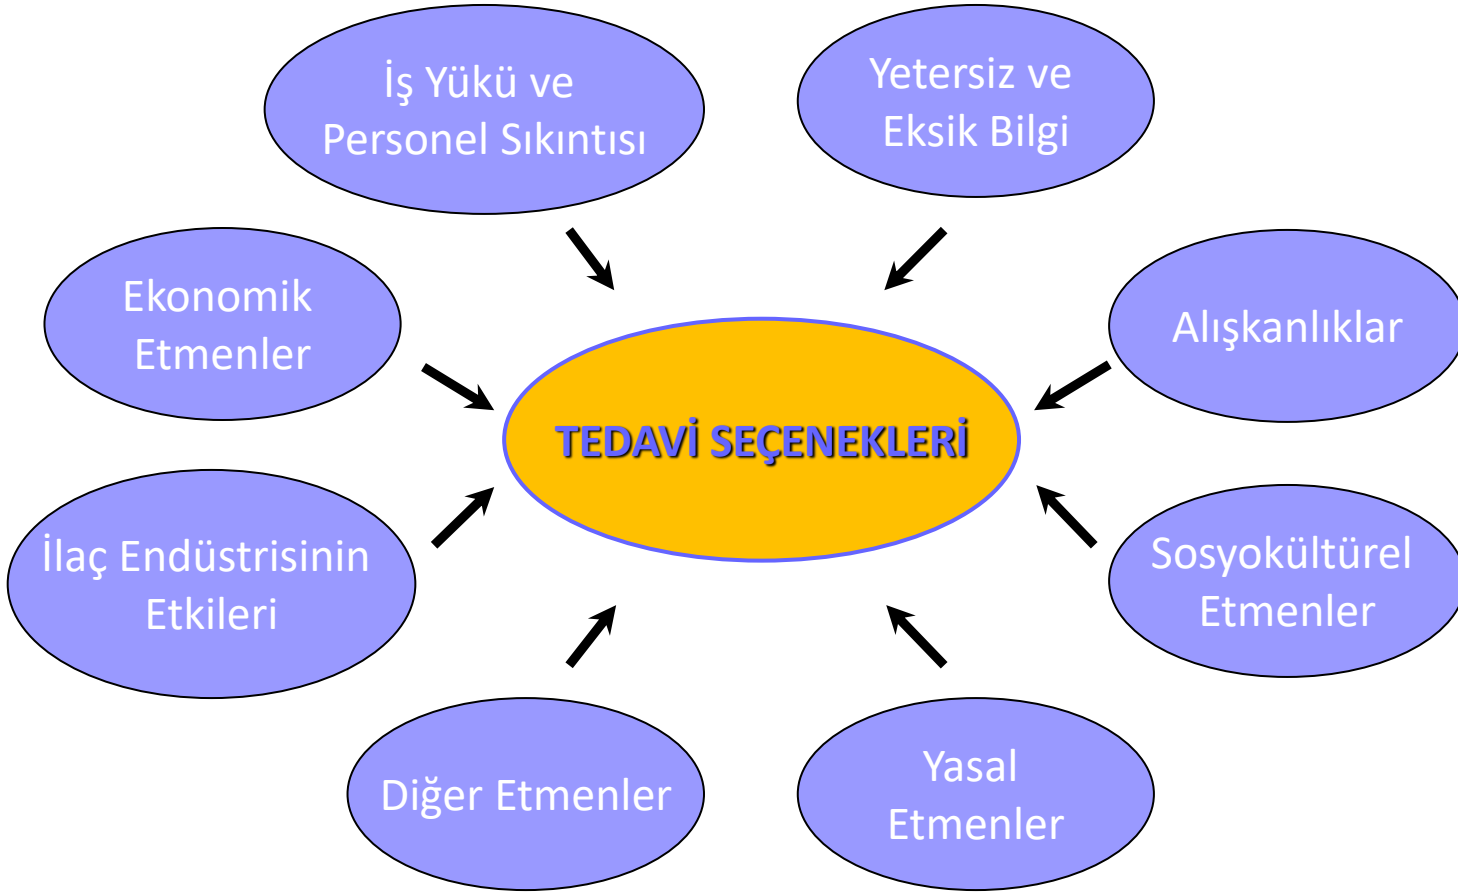 İş Yükü ve
Personel Sıkıntısı
Yetersiz ve
Eksik Bilgi
Ekonomik
Etmenler
Alışkanlıklar
TEDAVİ SEÇENEKLERİ
İlaç Endüstrisinin
Etkileri
Sosyokültürel
Etmenler
Diğer Etmenler
Yasal
Etmenler